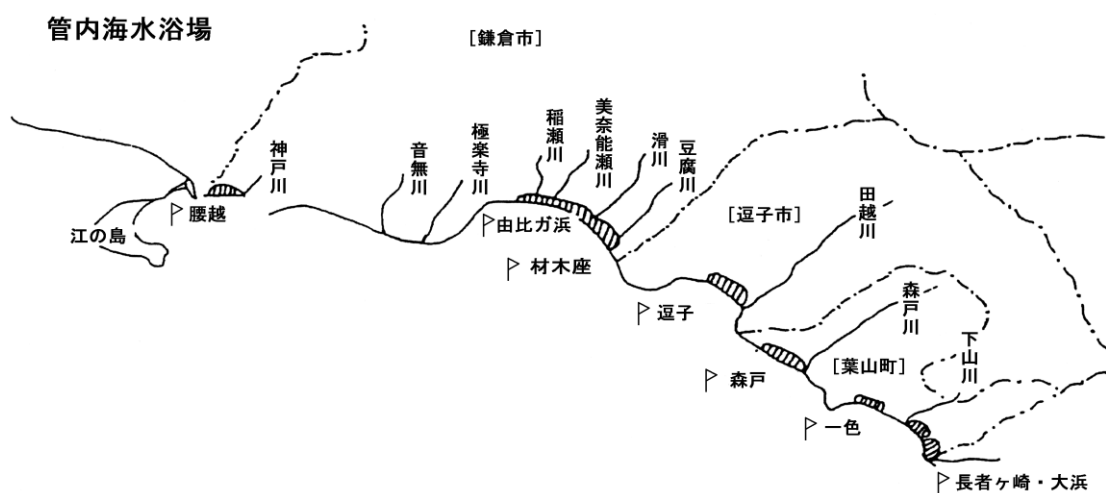 管内海水浴場
[鎌倉市]
神戸川
音無川
極楽寺川
稲瀬川
美奈能瀬川
滑川
豆腐川
腰越
江の島
由比ガ浜
材木座
[逗子市]
田越川
逗子
森戸川
森戸
[葉山町]
下山川
一色
長者ヶ崎・大浜